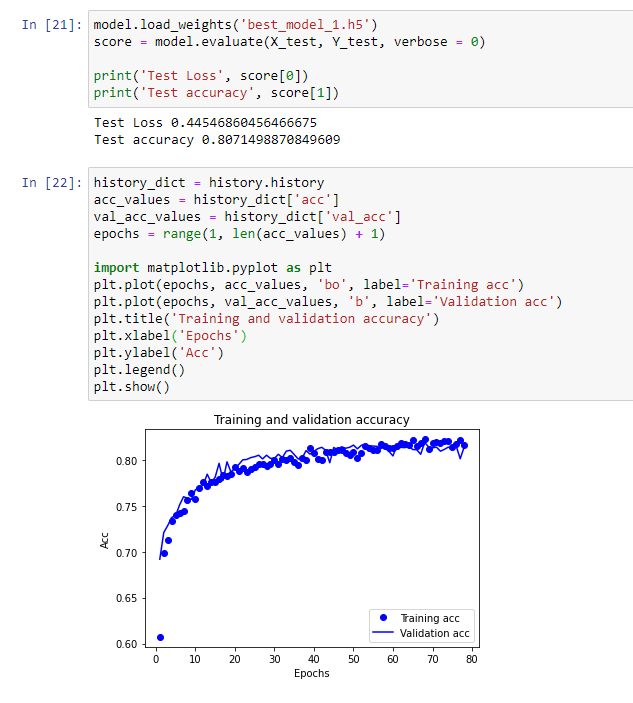 In [21]: model.load_weights('best_model_1.h5')
score = model.evaluate(X_test, Y_test, verbose = 0)
print('Test Loss', score[0])
print('Test accuracy', score[1])
Test Loss 0.44546860456466675
Test accuracy 0.8071498870849609
In [22]: history_dict = history.history
acc_values = history_dict['acc']
val_acc_values = history_dict['val_acc']
epochs = range(1, len(acc_values) + 1)
import matplotlib.pyplot as plt
plt.plot(epochs, acc_values, 'bo', label='Training acc')
plt.plot(epochs, val_acc_values, 'b', label='Validation acc')
plt.title('Training and validation accuracy')
plt.xlabel('Epochs')
plt.ylabel('Acc')
plt.legend()
plt.show()
Training and validation accuracy
0.80
0.75
0.70
0.65
0.60
Acc
Training acc
Validation acc
0 10 20 30 40 50 60 70 80
Epochs